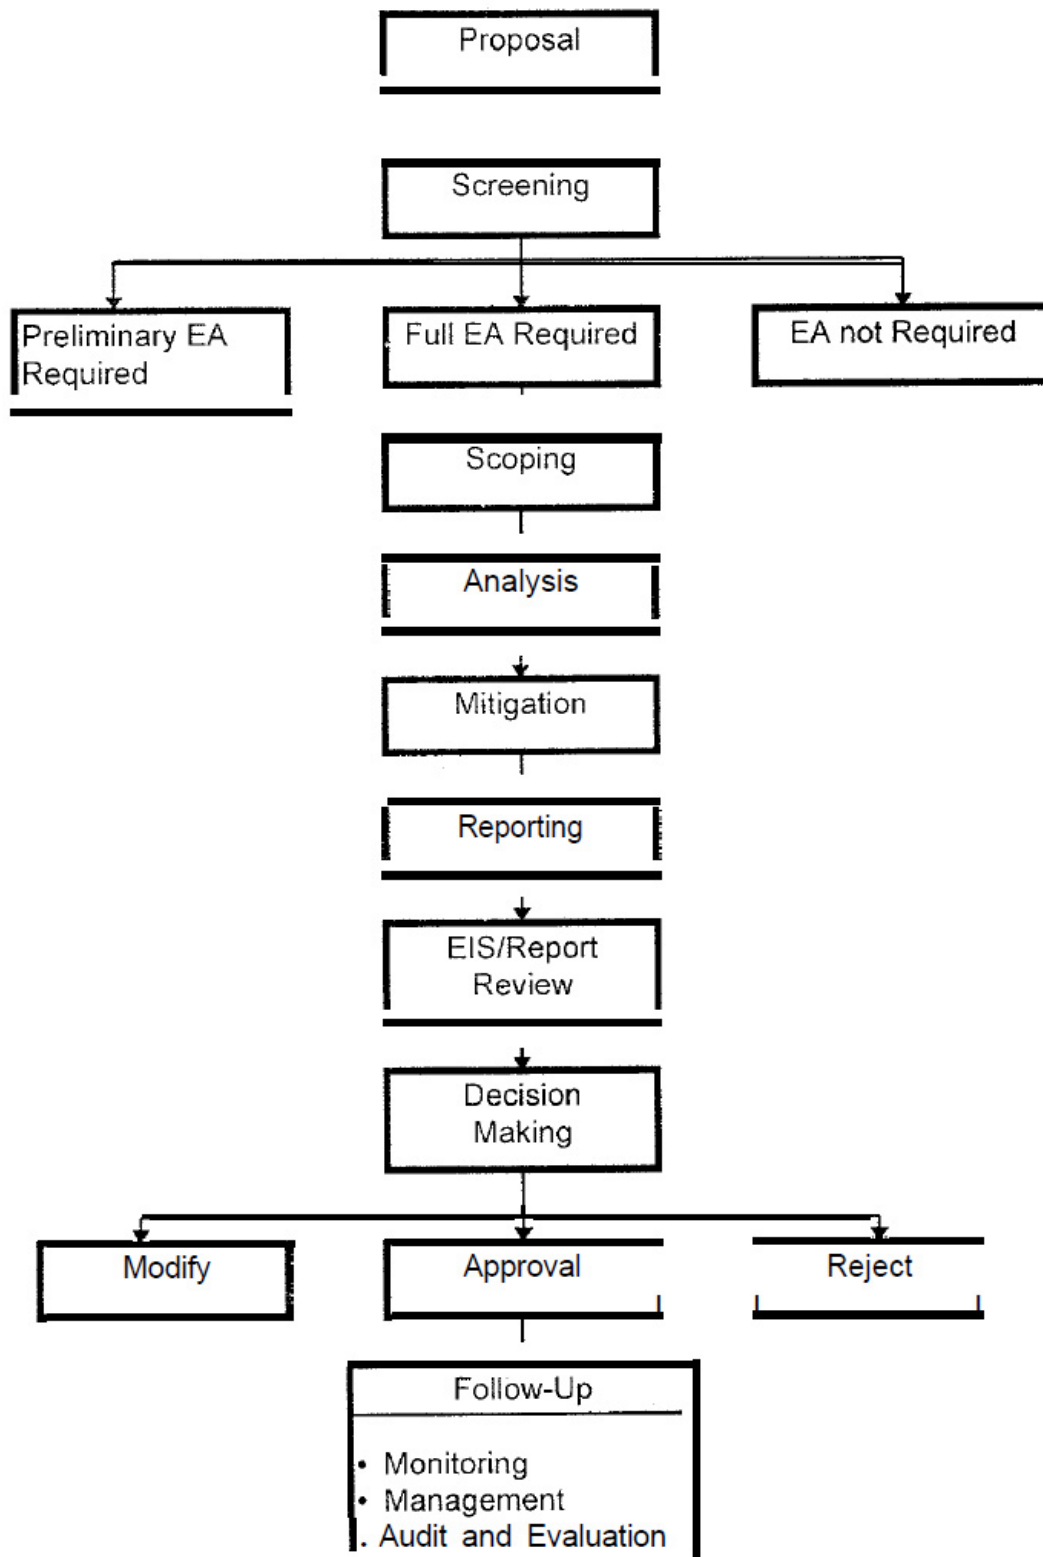 Proposal
Screening
Preliminary EA
Required
Full EA Required
EA not Required
Scoping
Analysis
Mitigation
Reporting
EIS/Report
Review
Decision
Making
Modify
Approval
Reject
Follow-Up
• Monitoring
• Management
. Audit and Evaluation